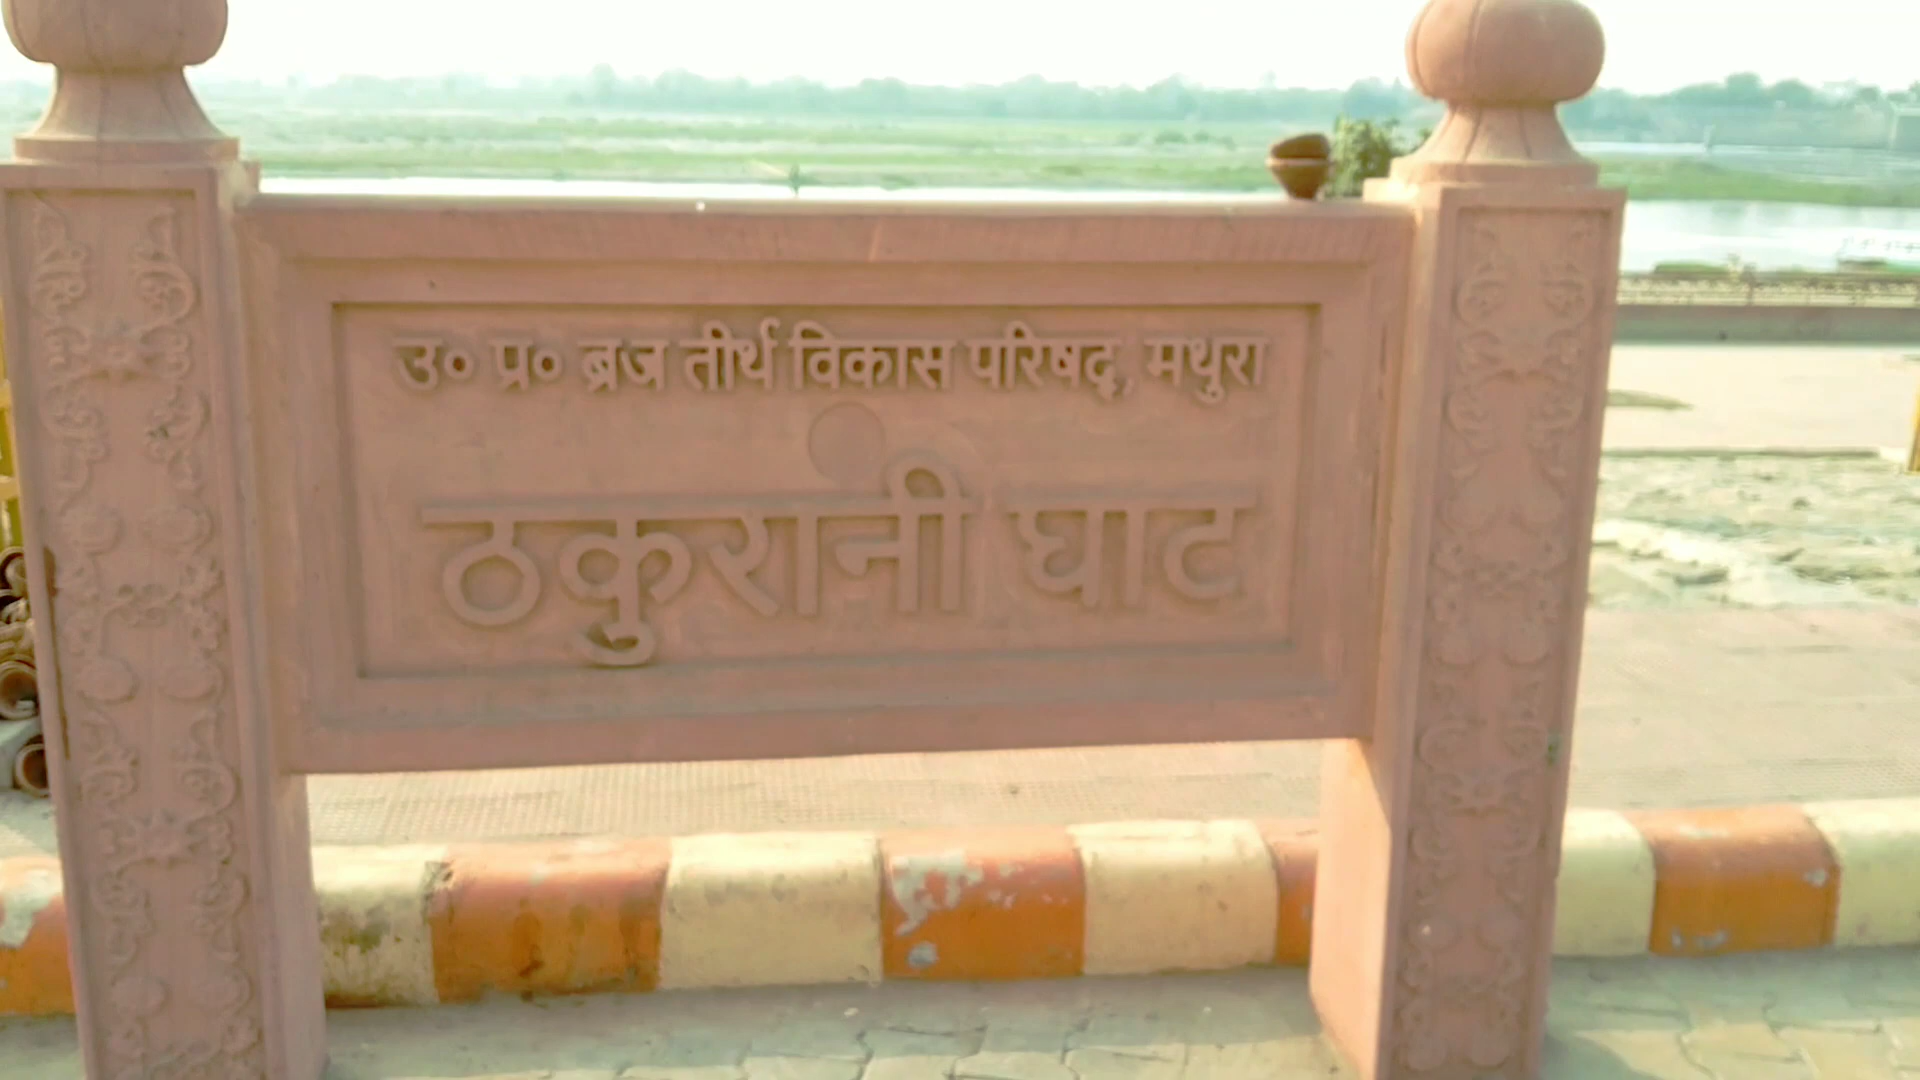 उ० प्र० ब्रज तीर्थ विकास परिषद्, मथुरा
ठकुरानी घाट